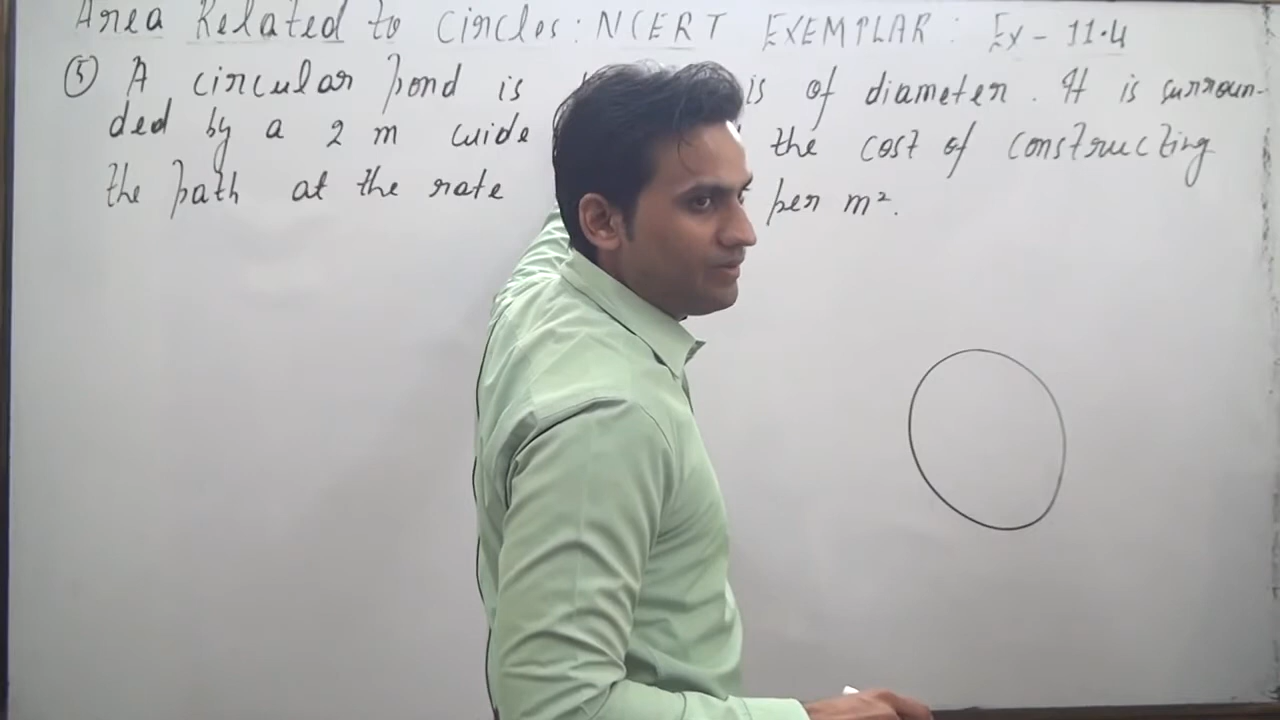 Area Related to Circles : NCERT EXEMPLAR : Ex - 11.4
(5) A circular pond is is of diameter. It is surroun-
ded by a 2 m wide the cost of constructing
the path at the rate per m².